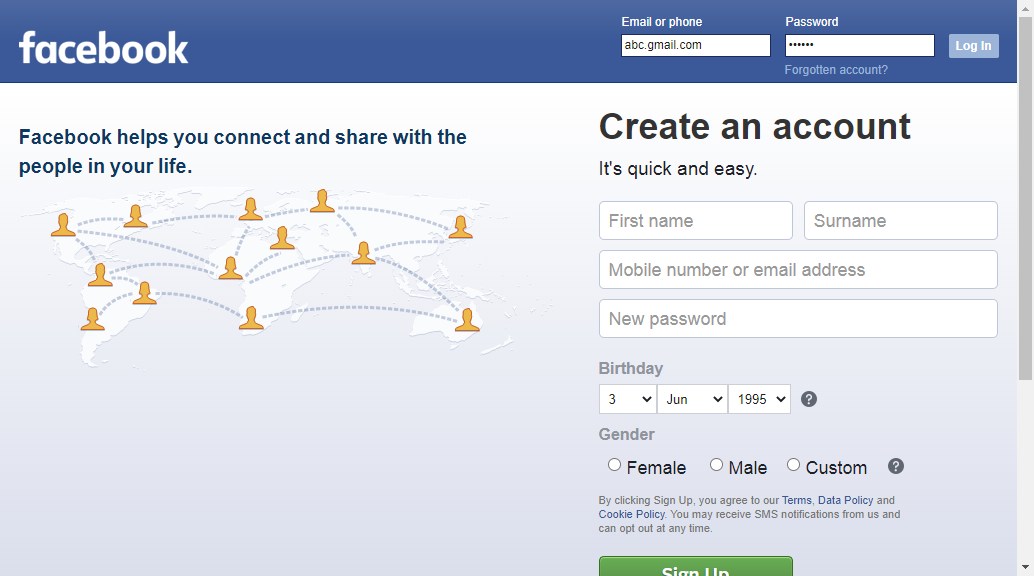 facebook
Email or phone
Password
abc.gmail.com
••••••
Log In
Forgotten account?
Facebook helps you connect and share with the
people in your life.
Create an account
It's quick and easy.
First name
Surname
Mobile number or email address
New password
Birthday
3
Jun
1995
?
Gender
Female
Male
Custom
?
By clicking Sign Up, you agree to our Terms, Data Policy and
Cookie Policy. You may receive SMS notifications from us and
can opt out at any time.
Sign Up